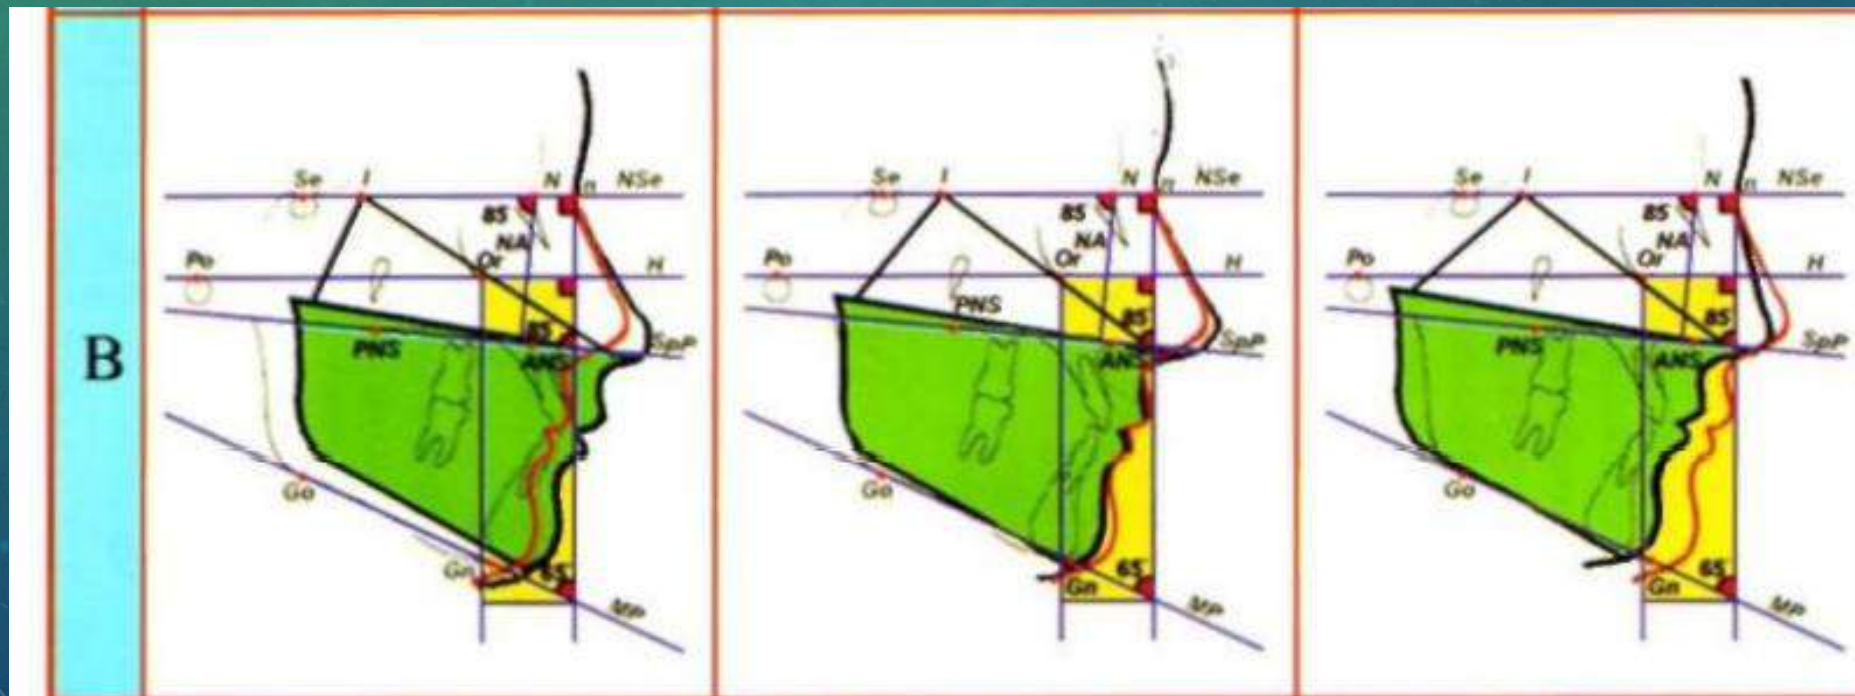 B
Se I N n NSe
85
NA
Po Or H
85
PNS ANS SpP
Go
Gn 65
MP
Se I N n NSe
85
NA
Po Or H
PNS 85
ANS SpP
Go
Gn 65
MP
Se I N n NSe
85
NA
Po Or H
85
PNS ANS SpP
Go
Gn 65
MP